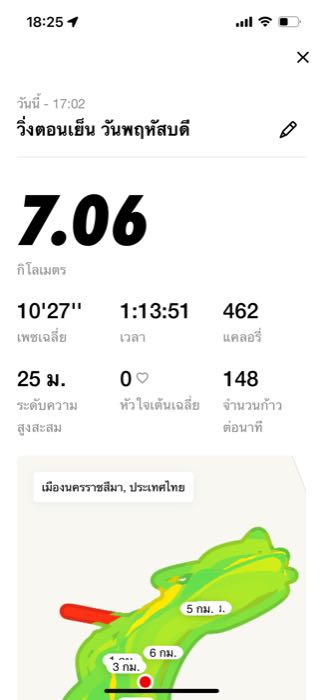 18:25
วันนี้ - 17:02
วิ่งตอนเย็น วันพฤหัสบดี
7.06
กิโลเมตร
10'27'' 1:13:51 462
เพซเฉลี่ย เวลา แคลอรี่
25 ม. 0 148
ระดับความสูงสะสม หัวใจเต้นเฉลี่ย จำนวนก้าวต่อนาที
เมืองนครราชสีมา, ประเทศไทย
5 กม.
6 กม.
3 กม.